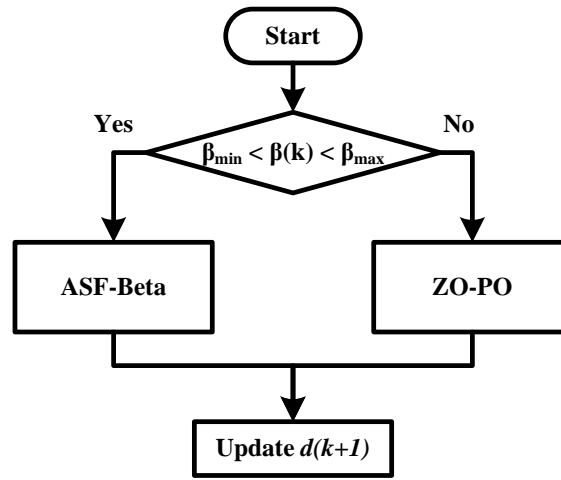 Start
Yes
No
βmin < β(k) < βmax
ASF-Beta
ZO-PO
Update d(k+1)